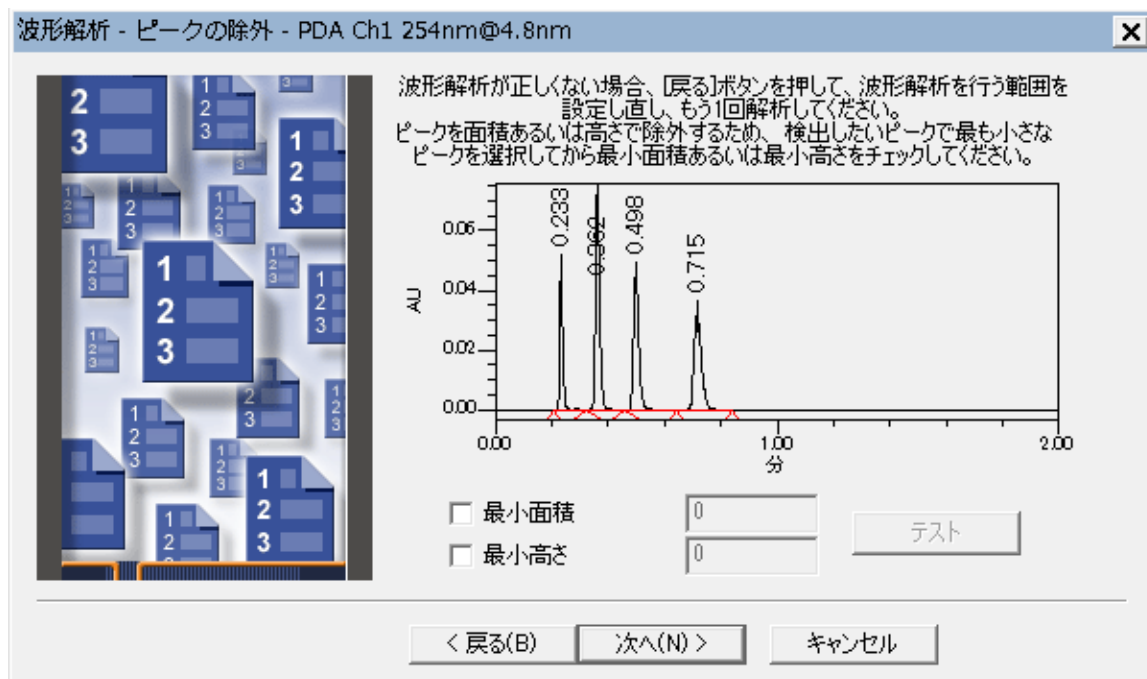 波形解析 - ピークの除外 - PDA Ch1 254nm@4.8nm
波形解析が正しくない場合、[戻る]ボタンを押して、波形解析を行う範囲を
設定し直し、もう1回解析してください。
ピークを面積あるいは高さで除外するため、 検出したいピークで最も小さな
ピークを選択してから最小面積あるいは最小高さをチェックしてください。
0.233
0.362
0.498
0.715
AU
0.06
0.04
0.02
0.00
0.00
1.00
2.00
分
最小面積
0
最小高さ
0
テスト
< 戻る(B)
次へ(N) >
キャンセル
1
2
3